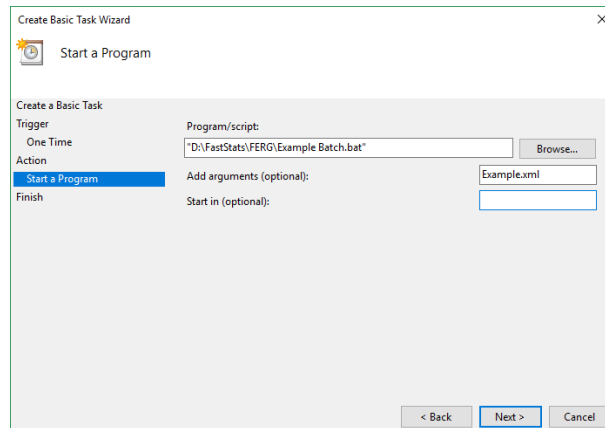 Create Basic Task Wizard
Start a Program
Create a Basic Task
Trigger
One Time
Action
Start a Program
Finish
Program/script:
"D:\FastStats\FERG\Example Batch.bat"
Browse...
Add arguments (optional):
Example.xml
Start in (optional):
< Back
Next >
Cancel